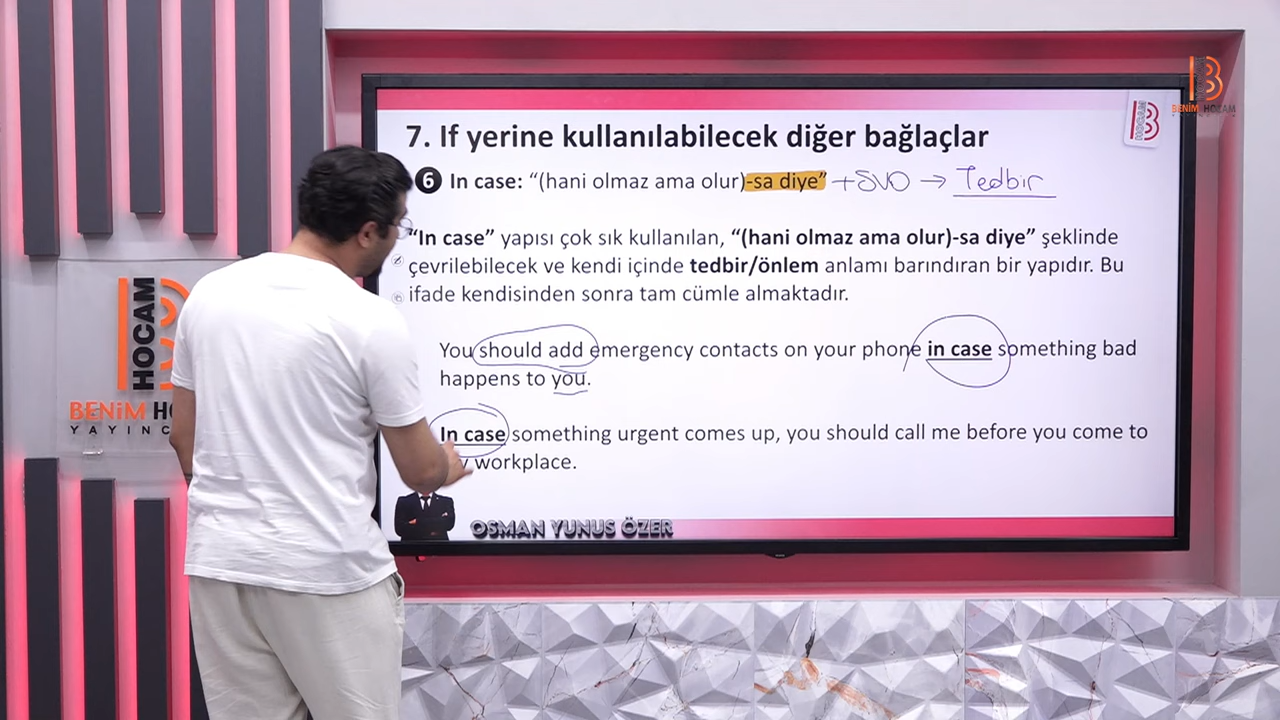 BENİM HOCAM
7. If yerine kullanılabilecek diğer bağlaçlar
6 In case: “(hani olmaz ama olur)-sa diye” +SVO → Tedbir
“In case” yapısı çok sık kullanılan, “(hani olmaz ama olur)-sa diye” şeklinde
çevrilebilecek ve kendi içinde tedbir/önlem anlamı barındıran bir yapıdır. Bu
ifade kendisinden sonra tam cümle almaktadır.
You should add emergency contacts on your phone in case something bad
happens to you.
In case something urgent comes up, you should call me before you come to
y workplace.
OSMAN YUNUS ÖZER
HOCAM
BENİM HO
YAYINC